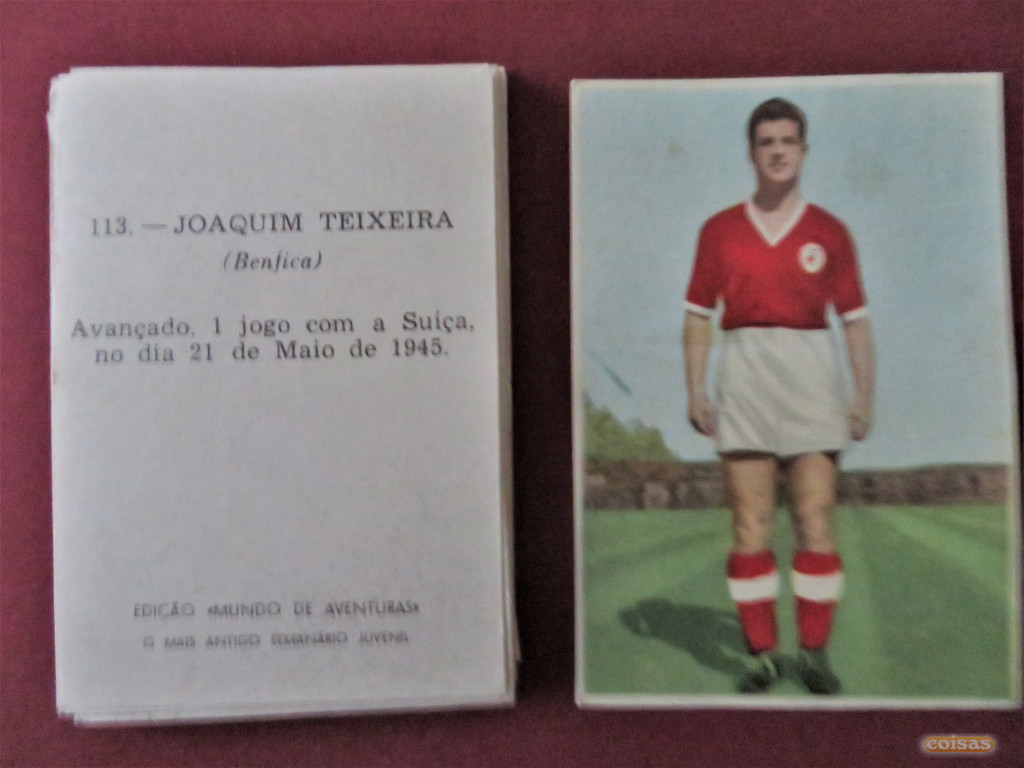 113. — JOAQUIM TEIXEIRA
(Benfica)
Avançado. 1 jogo com a Suíça,
no dia 21 de Maio de 1945.
EDIÇÃO «MUNDO DE AVENTURAS»
O MAIS ANTIGO SEMANÁRIO JUVENIL
coisas